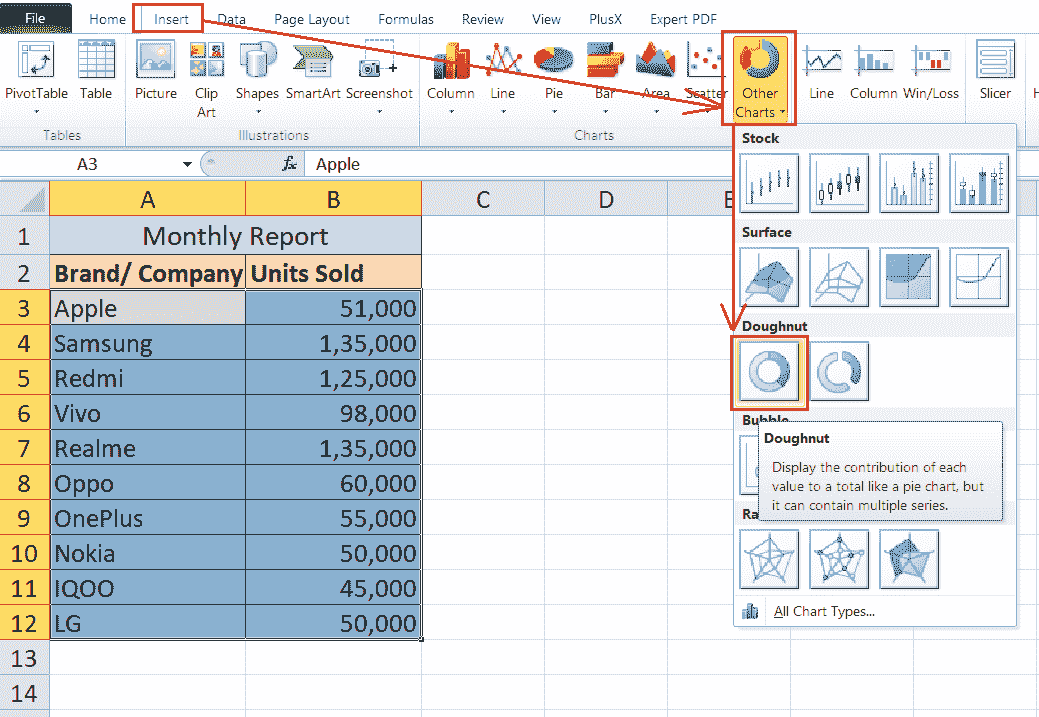 File Home Insert Data Page Layout Formulas Review View PlusX Expert PDF
PivotTable Table Picture Clip Art Shapes SmartArt Screenshot Column Line Pie Bar Area Scatter Other Charts Line Column Win/Loss Slicer H
Tables Illustrations Charts
A3 fx Apple
Stock
A B C D E
1 Monthly Report
Surface
2 Brand/ Company Units Sold
3 Apple 51,000
Doughnut
4 Samsung 1,35,000
5 Redmi 1,25,000
6 Vivo 98,000
Bubble
Doughnut
7 Realme 1,35,000
Display the contribution of each
value to a total like a pie chart, but
it can contain multiple series.
8 Oppo 60,000
9 OnePlus 55,000
Ra
10 Nokia 50,000
11 IQOO 45,000
12 LG 50,000
All Chart Types...
13
14